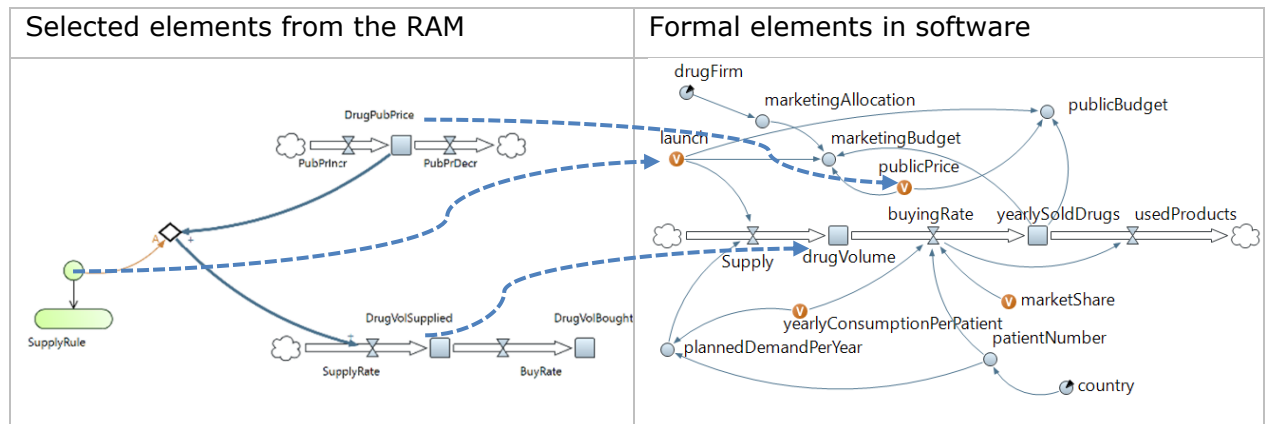 Selected elements from the RAM
Formal elements in software
DrugPubPrice
PubPrIncr
PubPrDecr
A
+
SupplyRule
+
DrugVolSupplied
DrugVolBought
SupplyRate
BuyRate
drugFirm
marketingAllocation
publicBudget
launch
marketingBudget
V
publicPrice
V
buyingRate
yearlySoldDrugs
usedProducts
Supply
drugVolume
V
marketShare
V
yearlyConsumptionPerPatient
patientNumber
plannedDemandPerYear
country